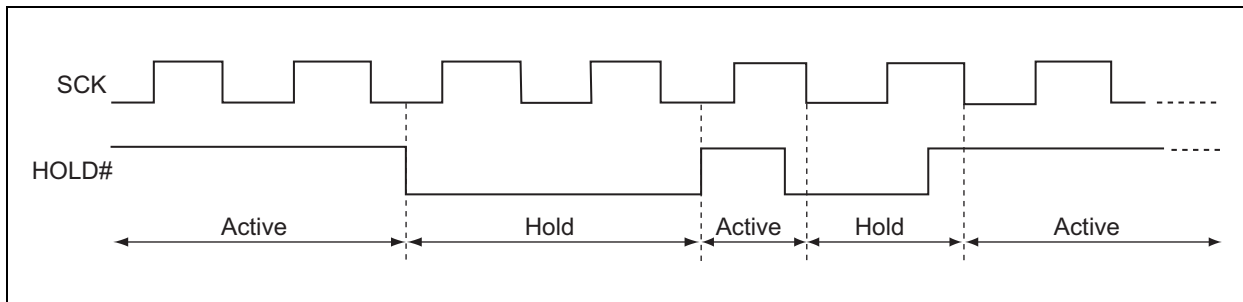 SCK
HOLD#
Active
Hold
Active
Hold
Active